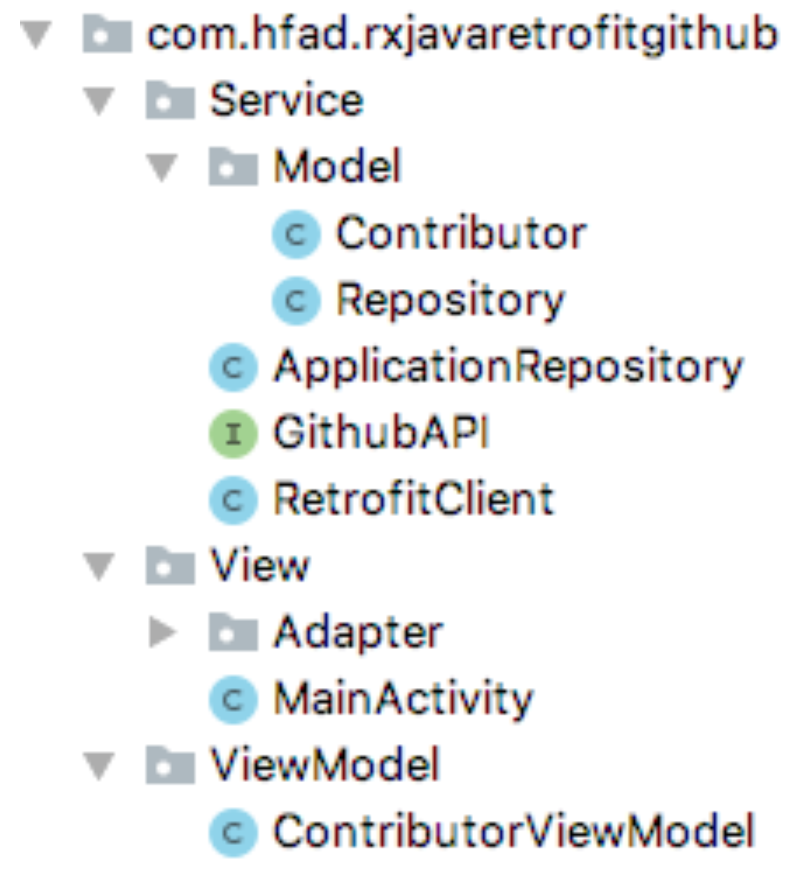 com.hfad.rxjavaretrofitgithub
Service
Model
C Contributor
C Repository
C ApplicationRepository
I GithubAPI
C RetrofitClient
View
Adapter
C MainActivity
ViewModel
C ContributorViewModel